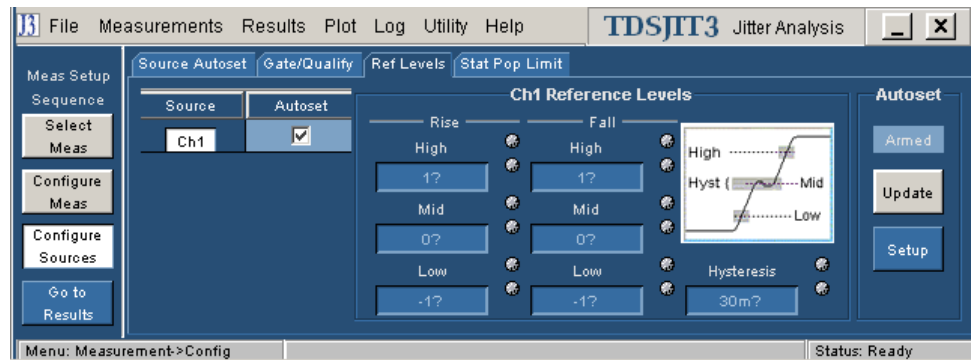 J3 File Measurements Results Plot Log Utility Help TDSJIT3 Jitter Analysis
Meas Setup
Sequence
Select
Meas
Configure
Meas
Configure
Sources
Go to
Results
Source Autoset Gate/Qualify Ref Levels Stat Pop Limit
Source Autoset
Ch1
Ch1 Reference Levels
Rise Fall
High High
1? 1?
Mid Mid
0? 0?
Low Low
-1? -1?
High
Hyst ( Mid
Low
Hysteresis
30m?
Autoset
Armed
Update
Setup
Menu: Measurement->Config Status: Ready